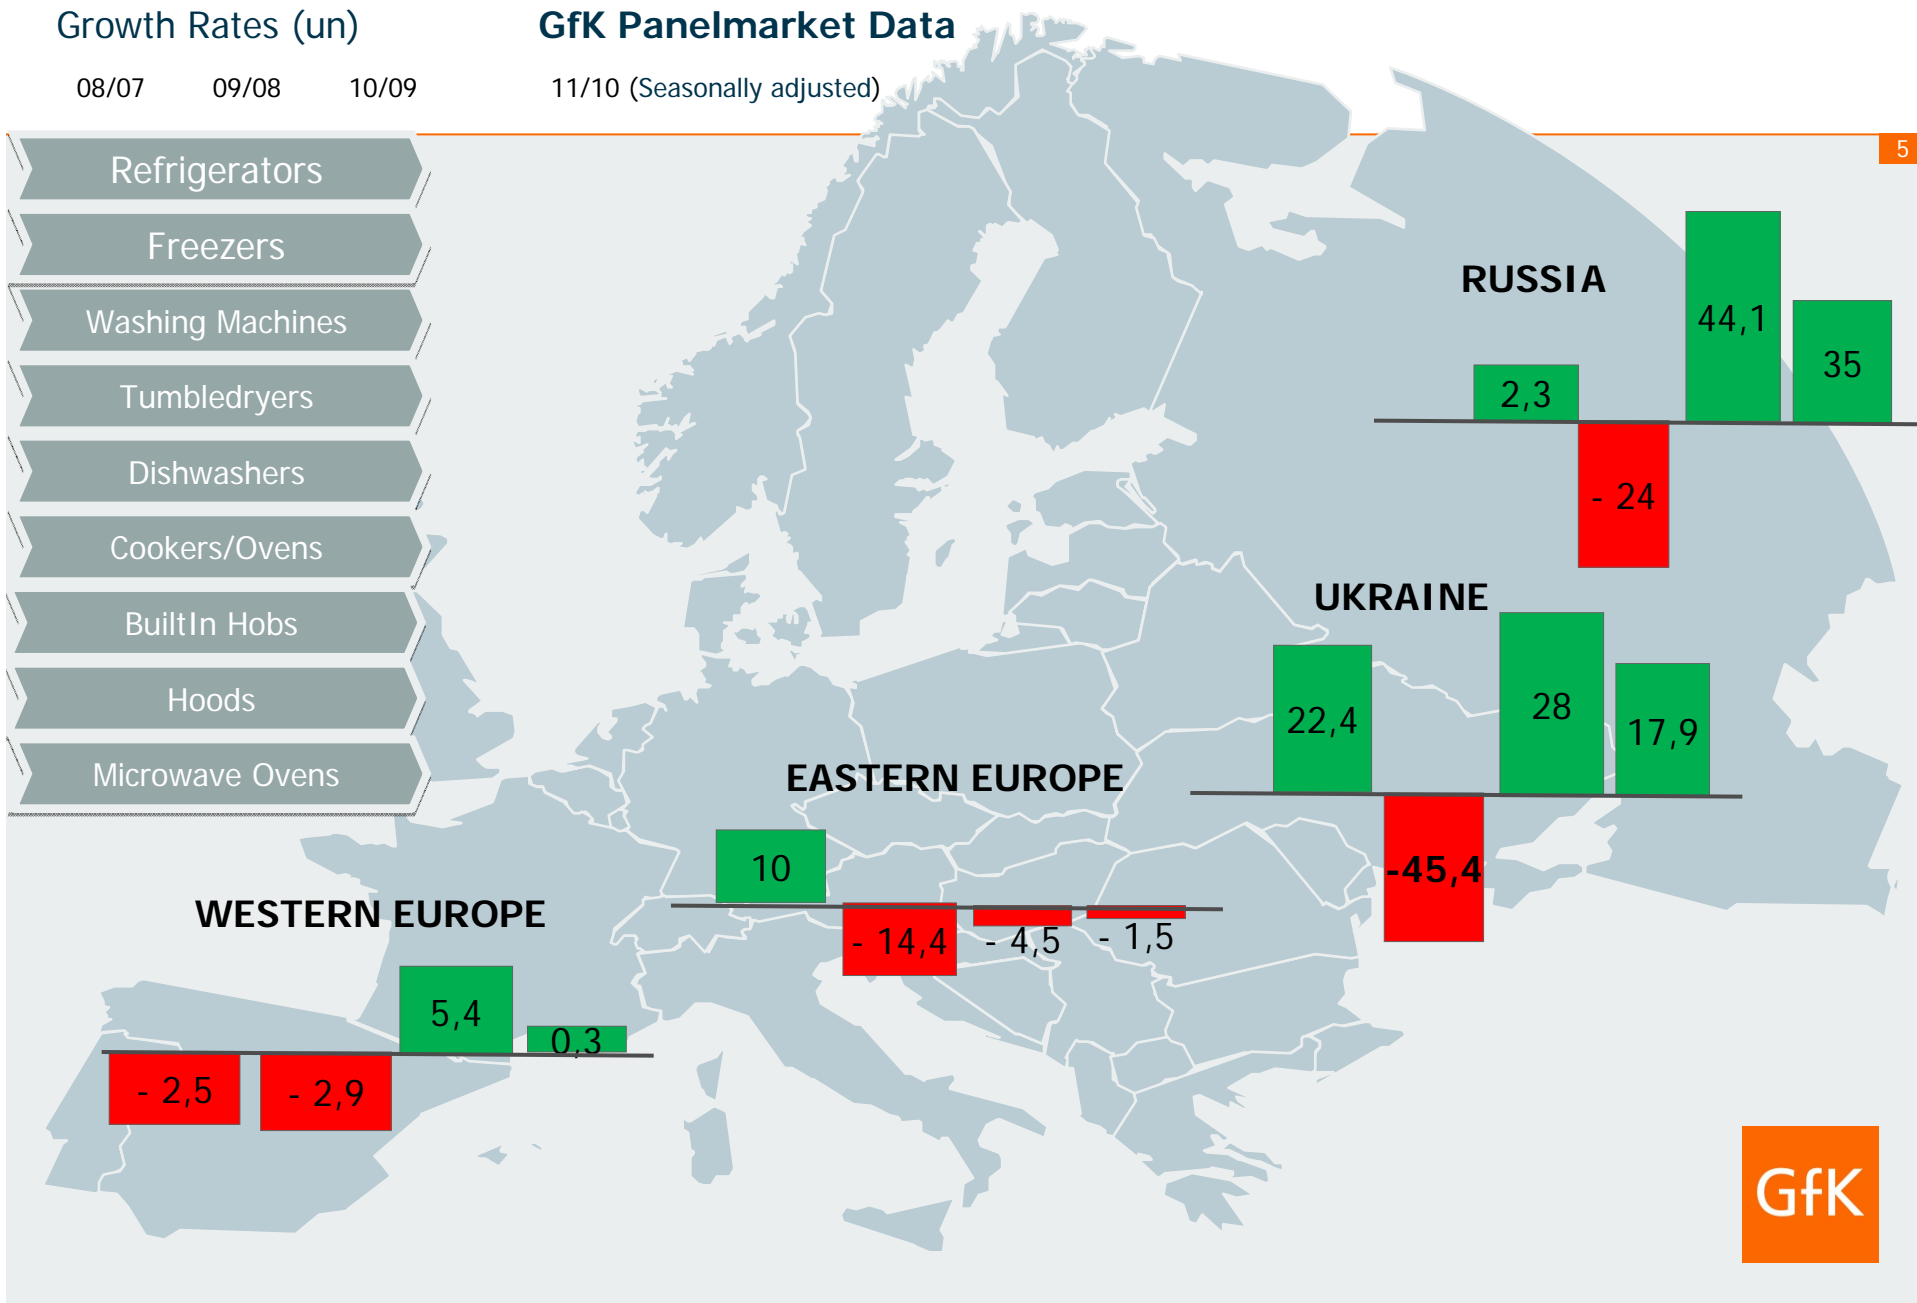 Growth Rates (un)
GfK Panelmarket Data
08/07 09/08 10/09
11/10 (Seasonally adjusted)
5
Refrigerators
Freezers
Washing Machines
Tumbledryers
Dishwashers
Cookers/Ovens
BuiltIn Hobs
Hoods
Microwave Ovens
RUSSIA
2,3
- 24
44,1
35
UKRAINE
22,4
-45,4
28
17,9
EASTERN EUROPE
10
- 14,4
- 4,5
- 1,5
WESTERN EUROPE
- 2,5
- 2,9
5,4
0,3
GfK